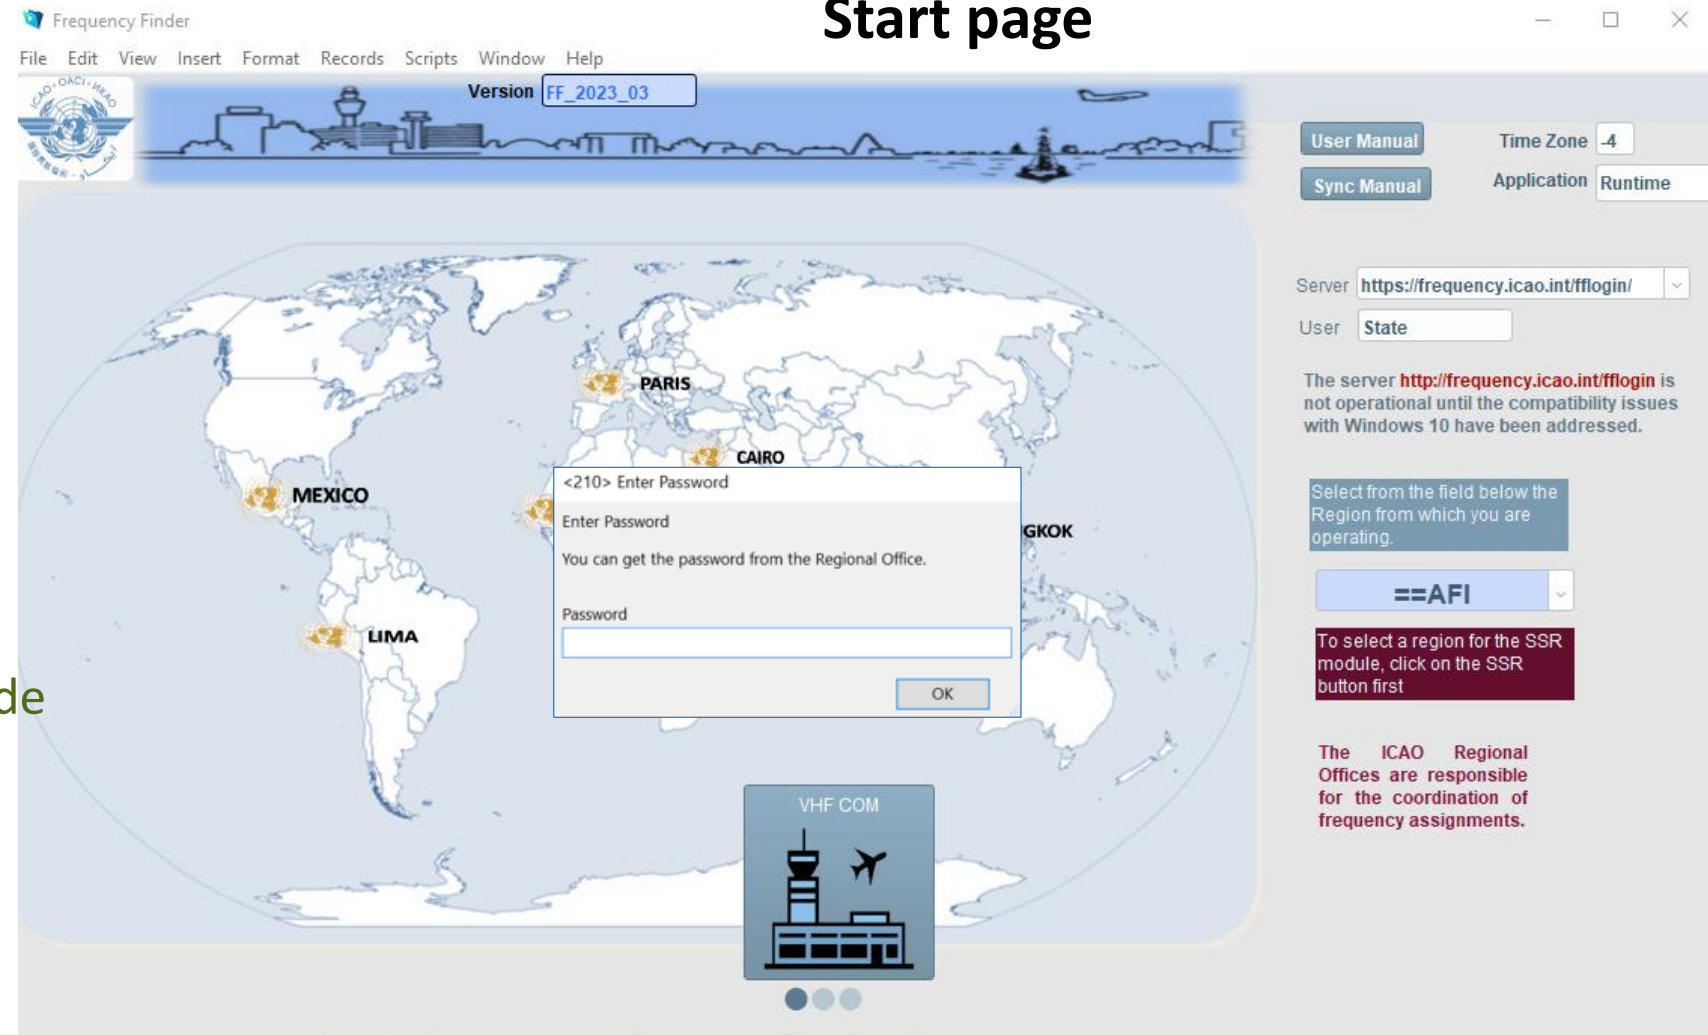 Start page
Frequency Finder
File Edit View Insert Format Records Scripts Window Help
Version FF_2023_03
User Manual
Time Zone -4
Sync Manual
Application Runtime
Server https://frequency.icao.int/fflogin/
User State
The server http://frequency.icao.int/fflogin is
not operational until the compatibility issues
with Windows 10 have been addressed.
PARIS
CAIRO
MEXICO
GKOK
LIMA
<210> Enter Password
Enter Password
You can get the password from the Regional Office.
Password
OK
Select from the field below the
Region from which you are
operating.
==AFI
To select a region for the SSR
module, click on the SSR
button first
de
The ICAO Regional
Offices are responsible
for the coordination of
frequency assignments.
VHF COM